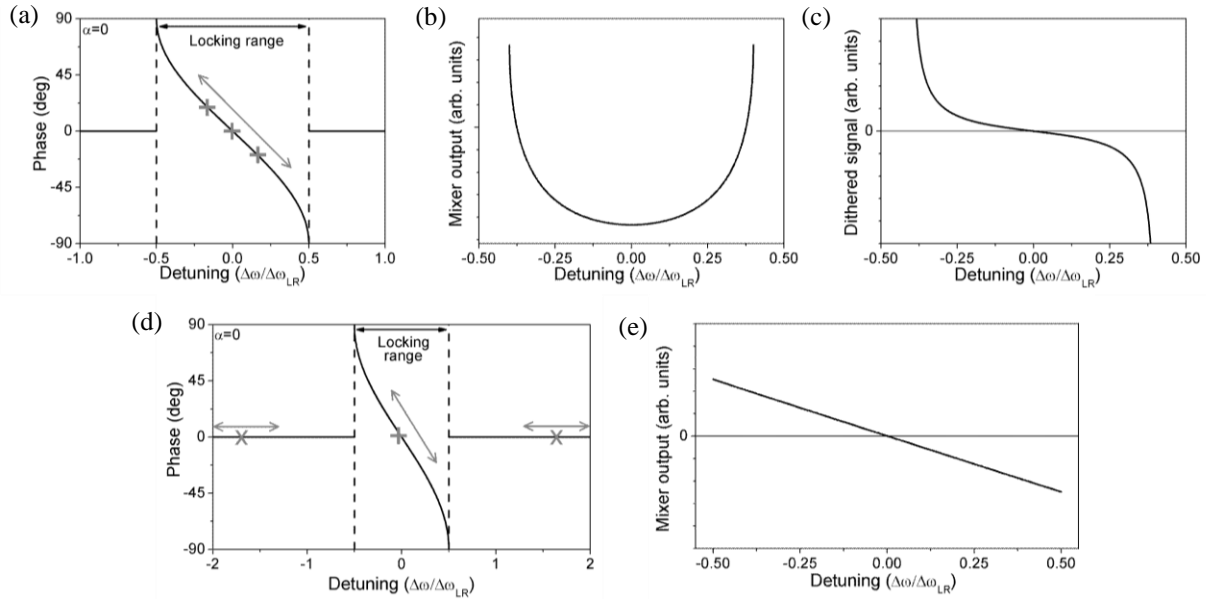 (a)
90
45
0
-45
-90
Phase (deg)
α=0
Locking range
-1.0 -0.5 0.0 0.5 1.0
Detuning (Δω/Δω_LR)
(b)
Mixer output (arb. units)
-0.50 -0.25 0.00 0.25 0.50
Detuning (Δω/Δω_LR)
(c)
Dithered signal (arb. units)
0
-0.50 -0.25 0.00 0.25 0.50
Detuning (Δω/Δω_LR)
(d)
90
45
0
-45
-90
Phase (deg)
α=0
Locking
range
-2 -1 0 1 2
Detuning (Δω/Δω_LR)
(e)
Mixer output (arb. units)
0
-0.50 -0.25 0.00 0.25 0.50
Detuning (Δω/Δω_LR)